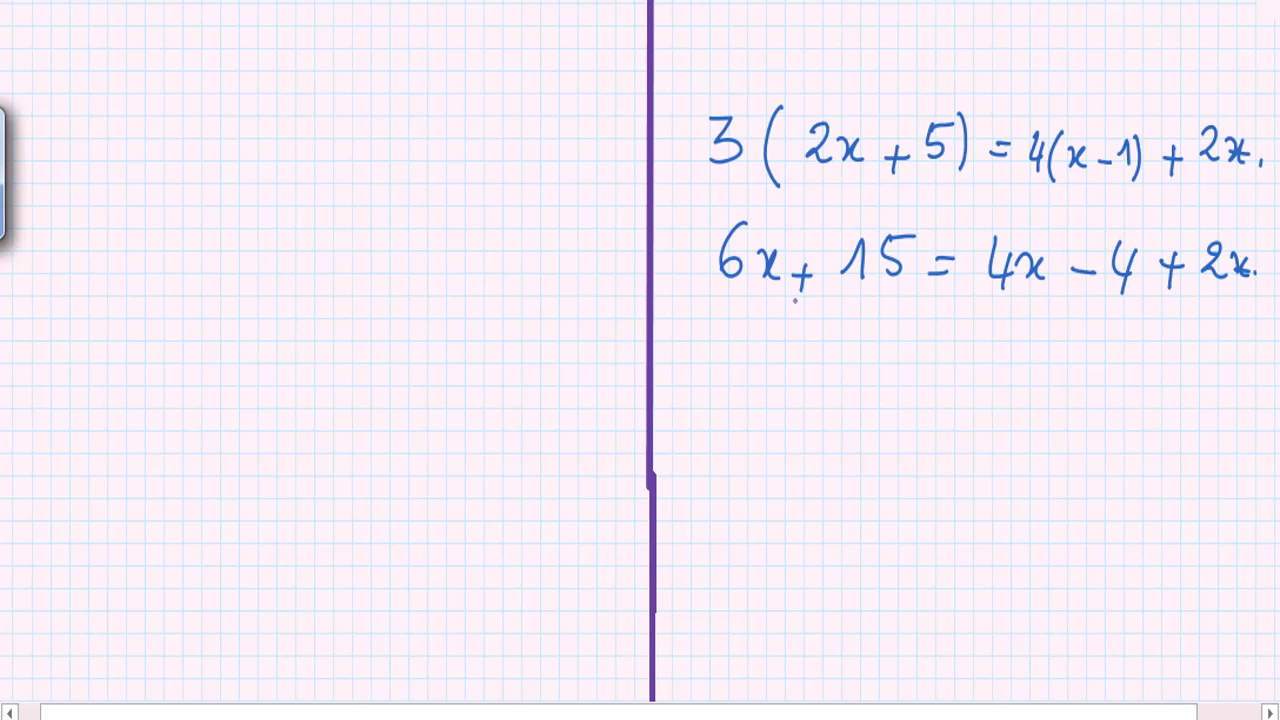 3 ( 2x + 5) = 4(x - 1) + 2x.
6x + 15 = 4x - 4 + 2x.